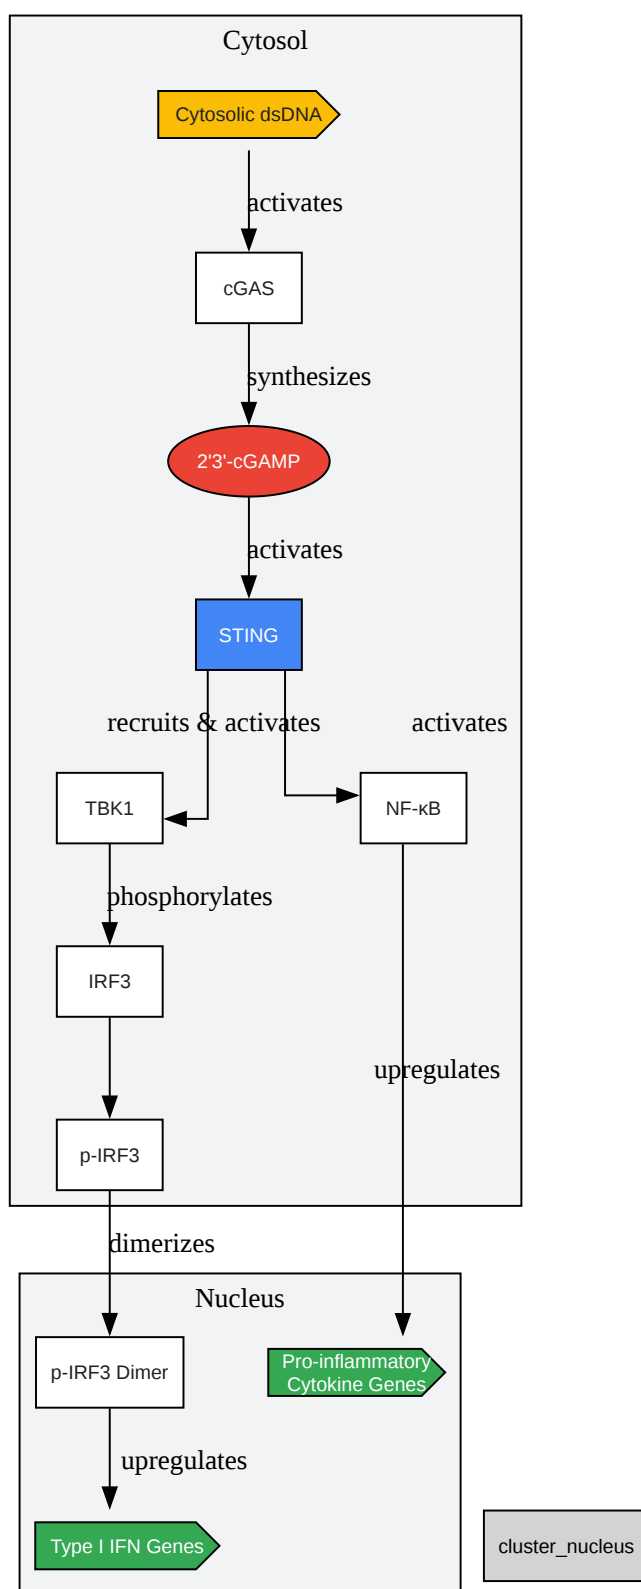 Cytosol
Cytosolic dsDNA
activates
cGAS
synthesizes
2'3'-cGAMP
activates
STING
recruits & activates
activates
TBK1
NF-κB
phosphorylates
IRF3
upregulates
p-IRF3
dimerizes
Nucleus
p-IRF3 Dimer
Pro-inflammatory
Cytokine Genes
upregulates
Type I IFN Genes
cluster_nucleus